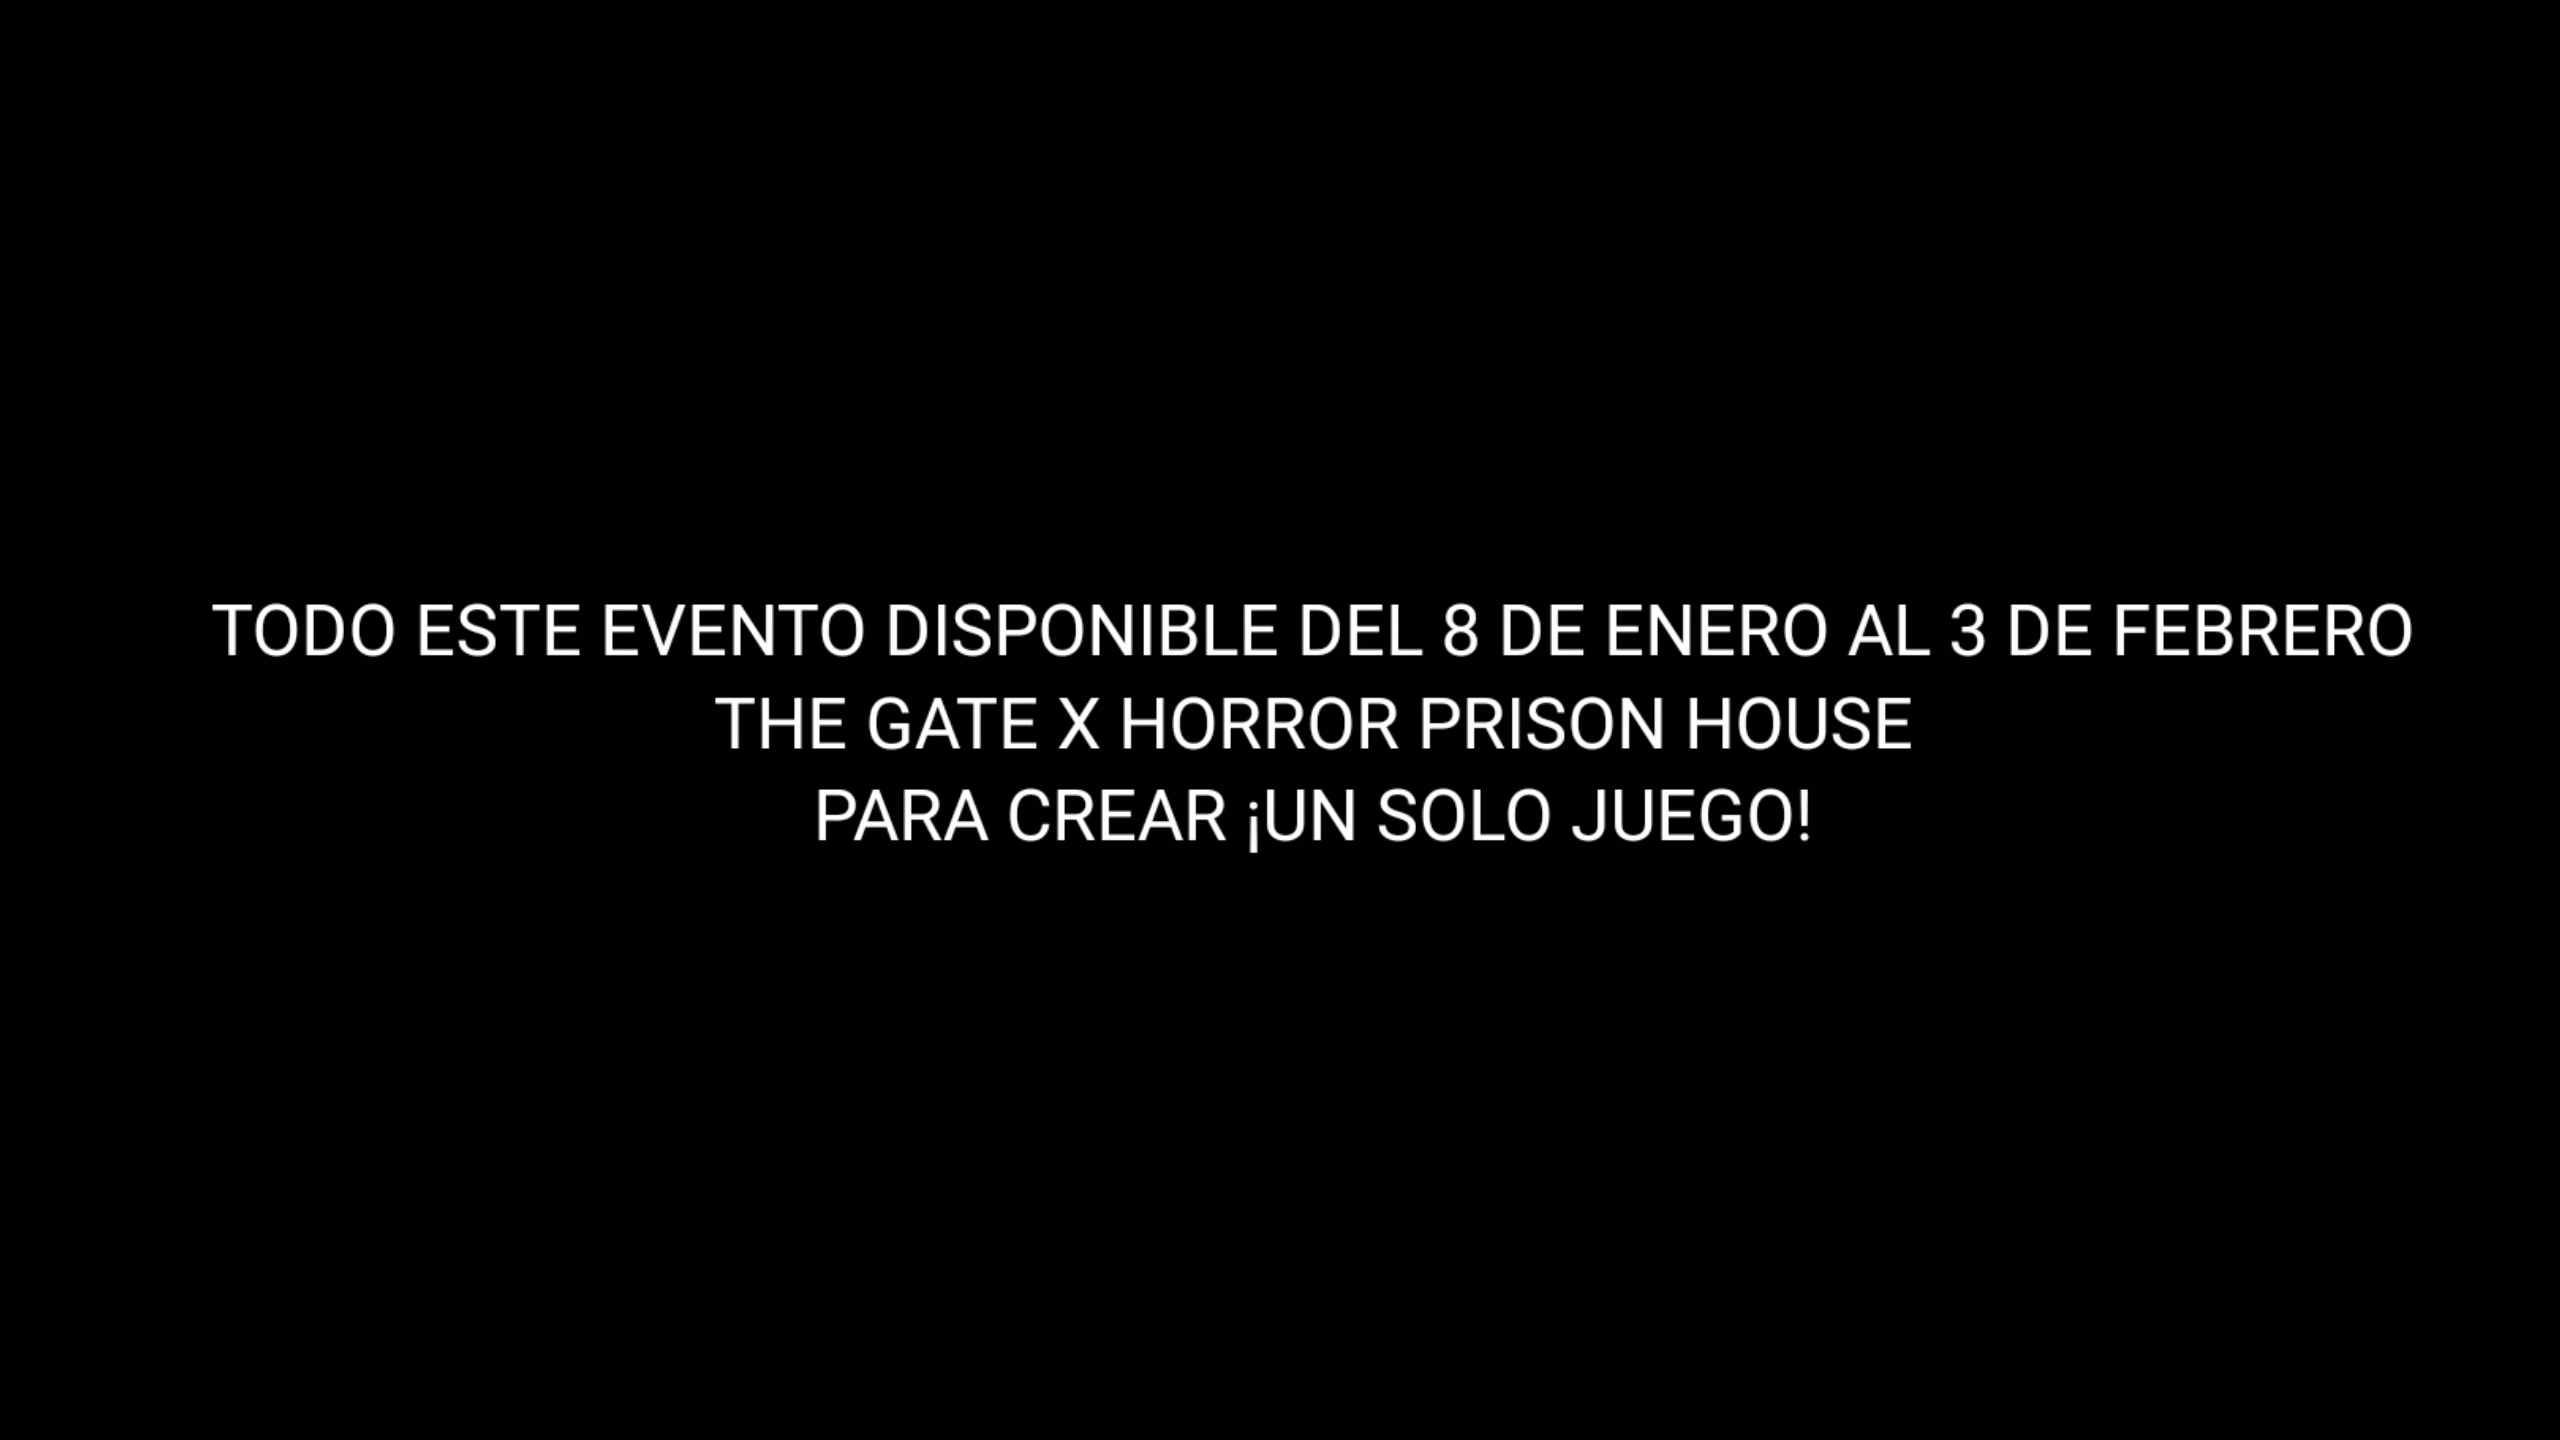 TODO ESTE EVENTO DISPONIBLE DEL 8 DE ENERO AL 3 DE FEBRERO
THE GATE X HORROR PRISON HOUSE
PARA CREAR ¡UN SOLO JUEGO!